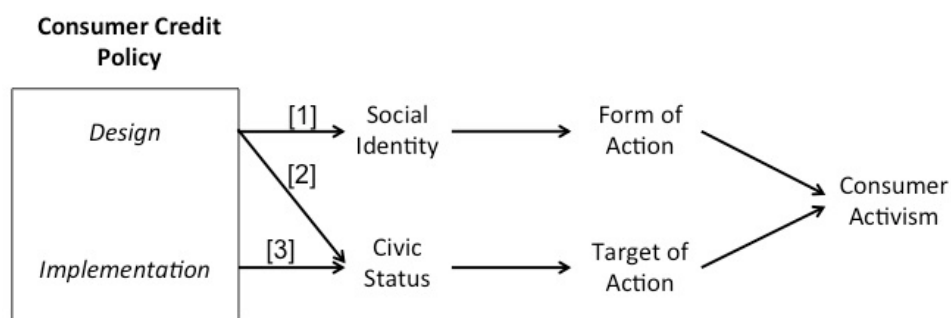 Consumer Credit
Policy
Design
[1]
Social
Identity
Form of
Action
[2]
Consumer
Activism
Implementation
[3]
Civic
Status
Target of
Action